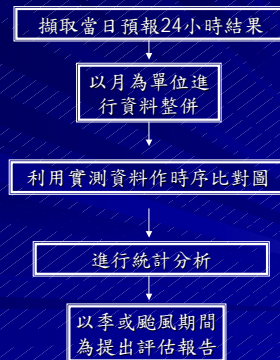 擷取當日預報24小時結果
以月為單位進
行資料整併
利用實測資料作時序比對圖
進行統計分析
以季或颱風期間
為提出評估報告